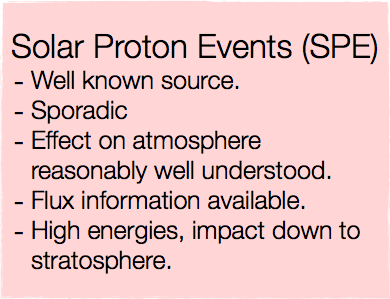 Solar Proton Events (SPE)
- Well known source.
- Sporadic
- Effect on atmosphere
reasonably well understood.
- Flux information available.
- High energies, impact down to
stratosphere.